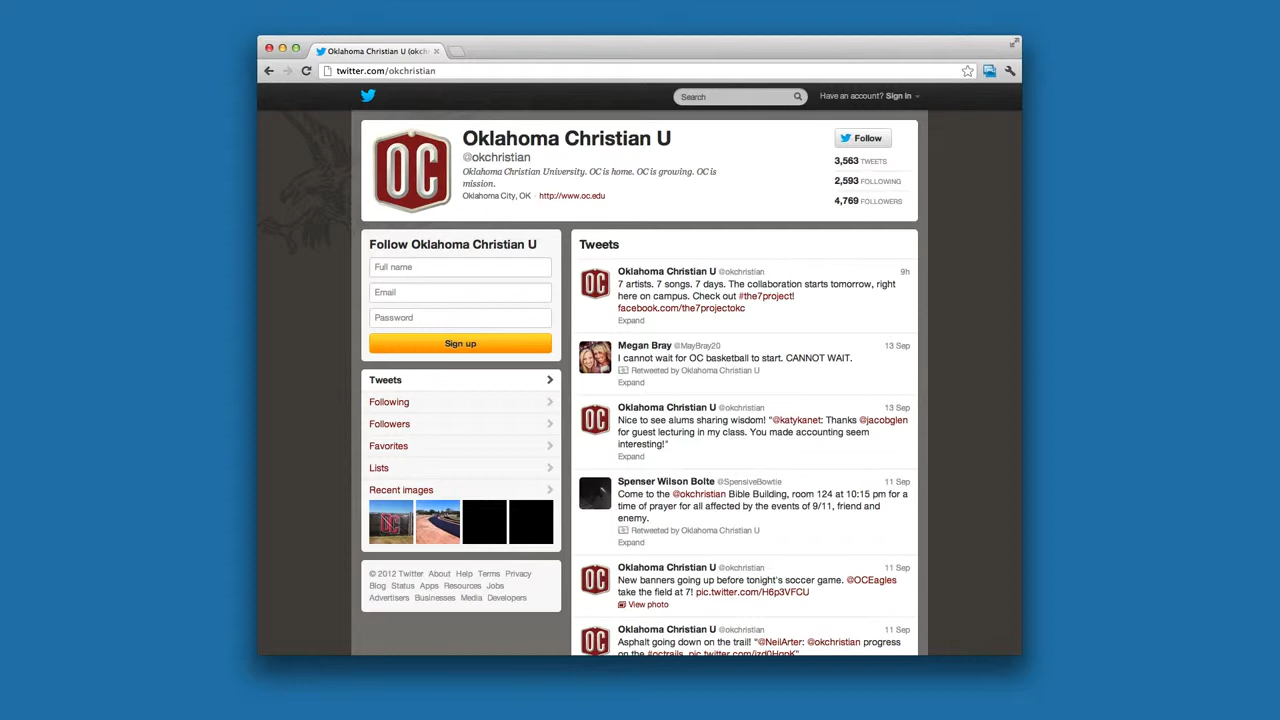 Oklahoma Christian U (okch
twitter.com/okchristian
Search
Have an account? Sign in
OC
Oklahoma Christian U
@okchristian
Oklahoma Christian University. OC is home. OC is growing. OC is
mission.
Oklahoma City, OK · http://www.oc.edu
Follow
3,563 TWEETS
2,593 FOLLOWING
4,769 FOLLOWERS
Follow Oklahoma Christian U
Full name
Email
Password
Sign up
Tweets
Following
Followers
Favorites
Lists
Recent images
OC
© 2012 Twitter About Help Terms Privacy
Blog Status Apps Resources Jobs
Advertisers Businesses Media Developers
Tweets
OC
Oklahoma Christian U @okchristian 9h
7 artists. 7 songs. 7 days. The collaboration starts tomorrow, right
here on campus. Check out #the7project!
facebook.com/the7projectokc
Expand
Megan Bray @MayBray20 13 Sep
I cannot wait for OC basketball to start. CANNOT WAIT.
Retweeted by Oklahoma Christian U
Expand
OC
Oklahoma Christian U @okchristian 13 Sep
Nice to see alums sharing wisdom! "@katykanet: Thanks @jacobglen
for guest lecturing in my class. You made accounting seem
interesting!"
Expand
Spenser Wilson Bolte @SpensiveBowtie 11 Sep
Come to the @okchristian Bible Building, room 124 at 10:15 pm for a
time of prayer for all affected by the events of 9/11, friend and
enemy.
Retweeted by Oklahoma Christian U
Expand
OC
Oklahoma Christian U @okchristian 11 Sep
New banners going up before tonight's soccer game. @OCEagles
take the field at 7! pic.twitter.com/H6p3VFCU
View photo
OC
Oklahoma Christian U @okchristian 11 Sep
Asphalt going down on the trail! "@NeilArter: @okchristian progress
on the #octrails